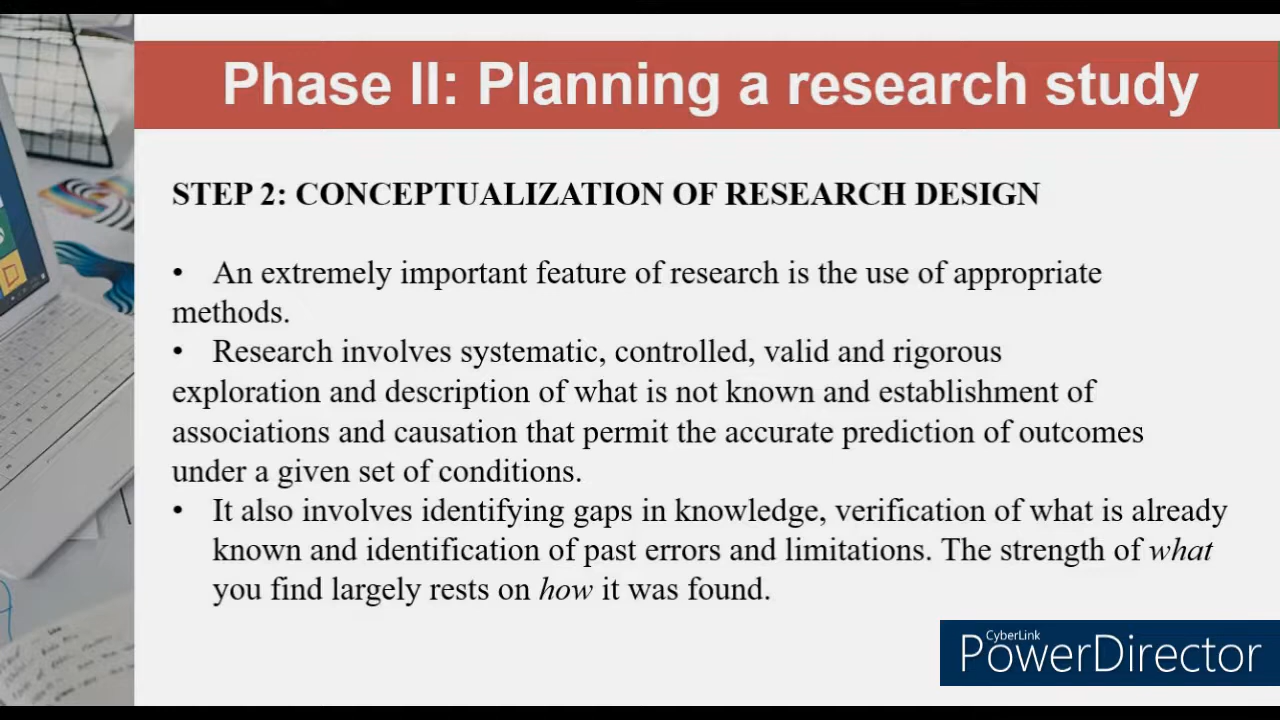 Phase II: Planning a research study
STEP 2: CONCEPTUALIZATION OF RESEARCH DESIGN
• An extremely important feature of research is the use of appropriate
methods.
• Research involves systematic, controlled, valid and rigorous
exploration and description of what is not known and establishment of
associations and causation that permit the accurate prediction of outcomes
under a given set of conditions.
• It also involves identifying gaps in knowledge, verification of what is already
known and identification of past errors and limitations. The strength of what
you find largely rests on how it was found.
CyberLink
PowerDirector